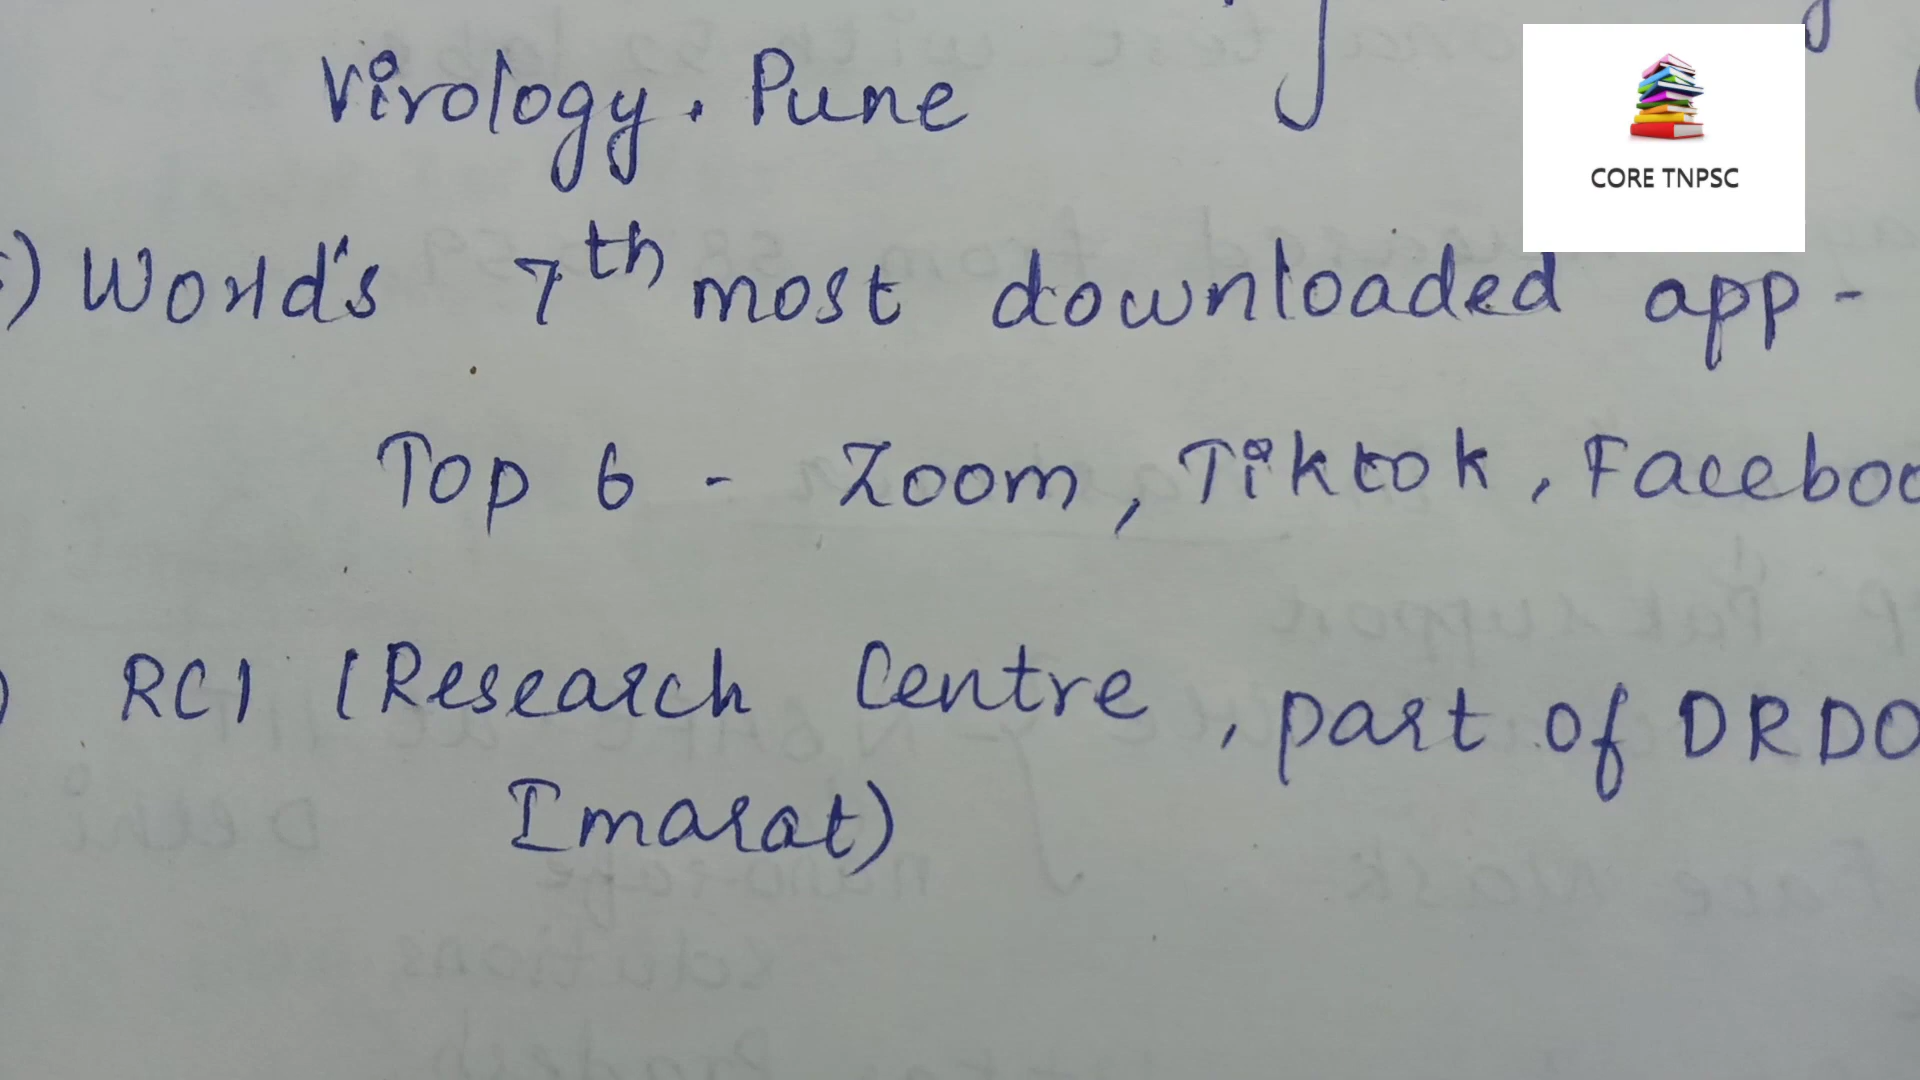 Virology. Pune
CORE TNPSC
) World's 7th most downloaded app -
Top 6 - Zoom, Tiktok, Faceboo
) RCI (Research Centre, part of DRDO
Imarat)